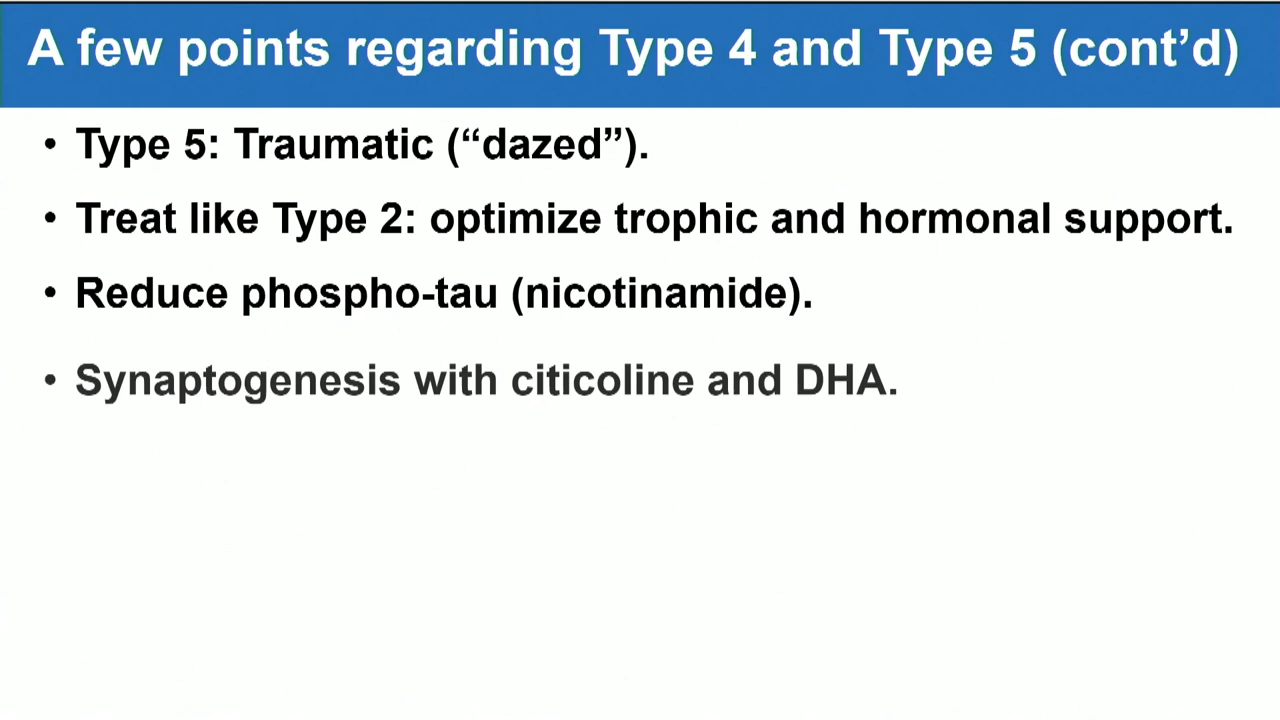 A few points regarding Type 4 and Type 5 (cont’d)
• Type 5: Traumatic (“dazed”).
• Treat like Type 2: optimize trophic and hormonal support.
• Reduce phospho-tau (nicotinamide).
• Synaptogenesis with citicoline and DHA.